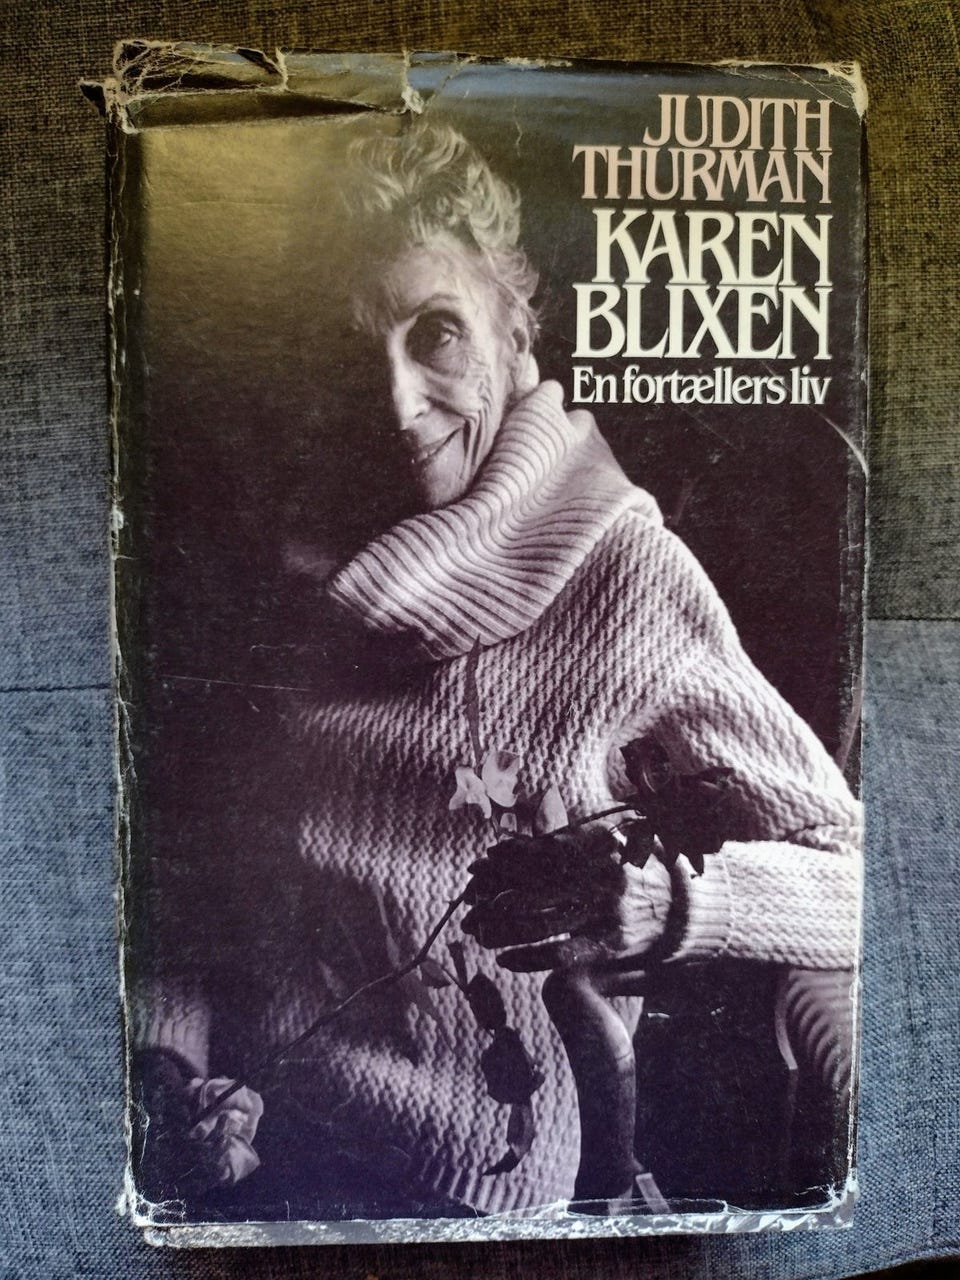 JUDITH
THURMAN
KAREN
BLIXEN
En fortællers liv